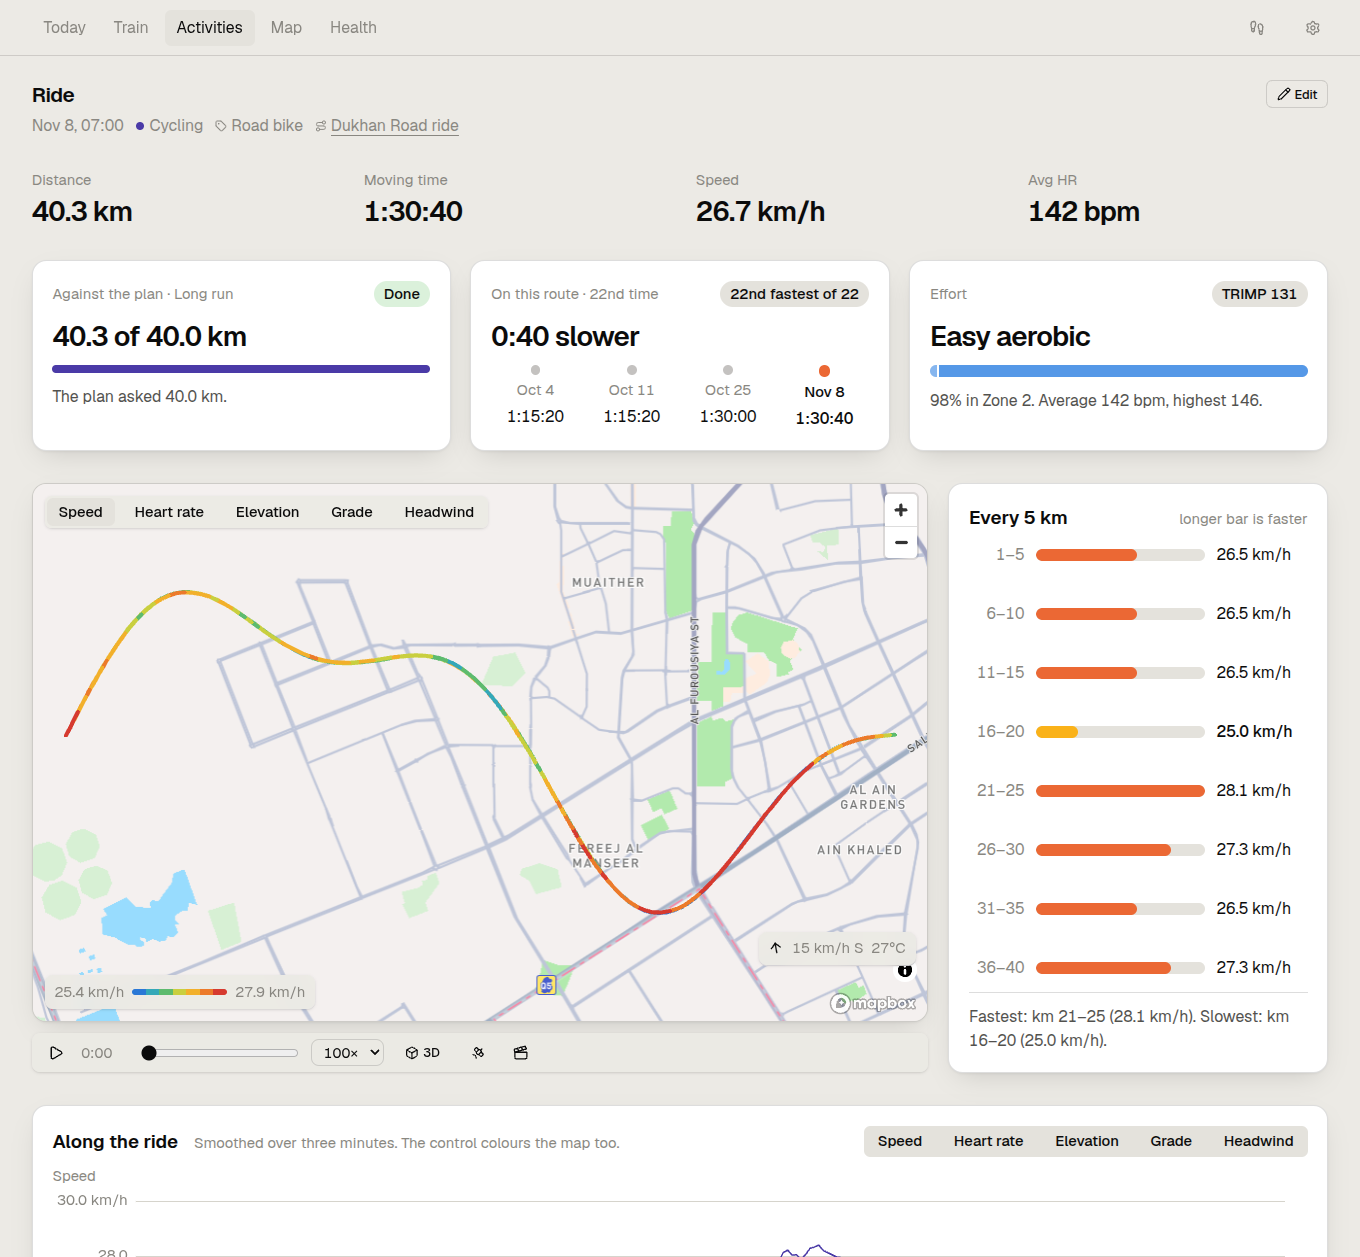 Today Train Activities Map Health
Ride
Edit
Nov 8, 07:00 Cycling Road bike Dukhan Road ride
Distance Moving time Speed Avg HR
40.3 km 1:30:40 26.7 km/h 142 bpm
Against the plan · Long run Done
40.3 of 40.0 km
The plan asked 40.0 km.
On this route · 22nd time 22nd fastest of 22
0:40 slower
Oct 4 Oct 11 Oct 25 Nov 8
1:15:20 1:15:20 1:30:00 1:30:40
Effort TRIMP 131
Easy aerobic
98% in Zone 2. Average 142 bpm, highest 146.
Speed Heart rate Elevation Grade Headwind
MUAITHER
AL FUROUSIYA ST
SAL
AL AIN
GARDENS
FEREEJ AL
MANSEER
AIN KHALED
15 km/h S 27°C
25.4 km/h 27.9 km/h
mapbox
0:00 100× 3D
Every 5 km longer bar is faster
1–5 26.5 km/h
6–10 26.5 km/h
11–15 26.5 km/h
16–20 25.0 km/h
21–25 28.1 km/h
26–30 27.3 km/h
31–35 26.5 km/h
36–40 27.3 km/h
Fastest: km 21–25 (28.1 km/h). Slowest: km
16–20 (25.0 km/h).
Along the ride Smoothed over three minutes. The control colours the map too.
Speed Heart rate Elevation Grade Headwind
Speed
30.0 km/h
28.0